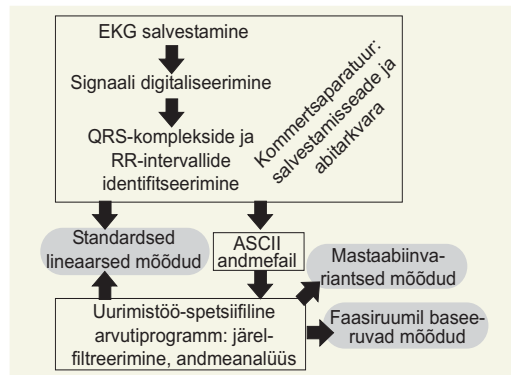 EKG salvestamine
Signaali digitaliseerimine
QRS-komplekside ja
RR-intervallide
identifitseerimine
Kommertsaparatuur:
salvestamisseade ja
abitarkvara
Standardsed
lineaarsed mõõdud
ASCII
andmefail
Mastaabiinva-
riantsed mõõdud
Uurimistöö-spetsiifiline
arvutiprogramm: järel-
filtreerimine, andmeanalüüs
Faasiruumil basee-
ruvad mõõdud